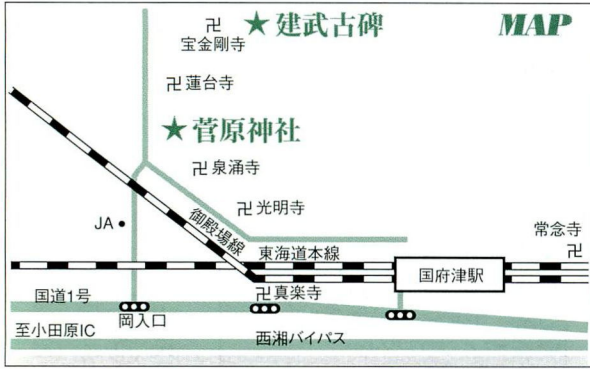 卍
宝金剛寺
★建武古碑
MAP
卍蓮台寺
★菅原神社
卍泉涌寺
卍光明寺
御殿場線
JA
東海道本線
常念寺
卍
国府津駅
卍真楽寺
国道1号
岡入口
至小田原IC
西湘バイパス